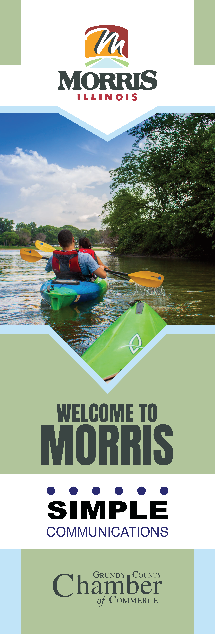 MORRIS
ILLINOIS
WELCOME TO
MORRIS
SIMPLE
COMMUNICATIONS
GRUNDY COUNTY
Chamber
of COMMERCE